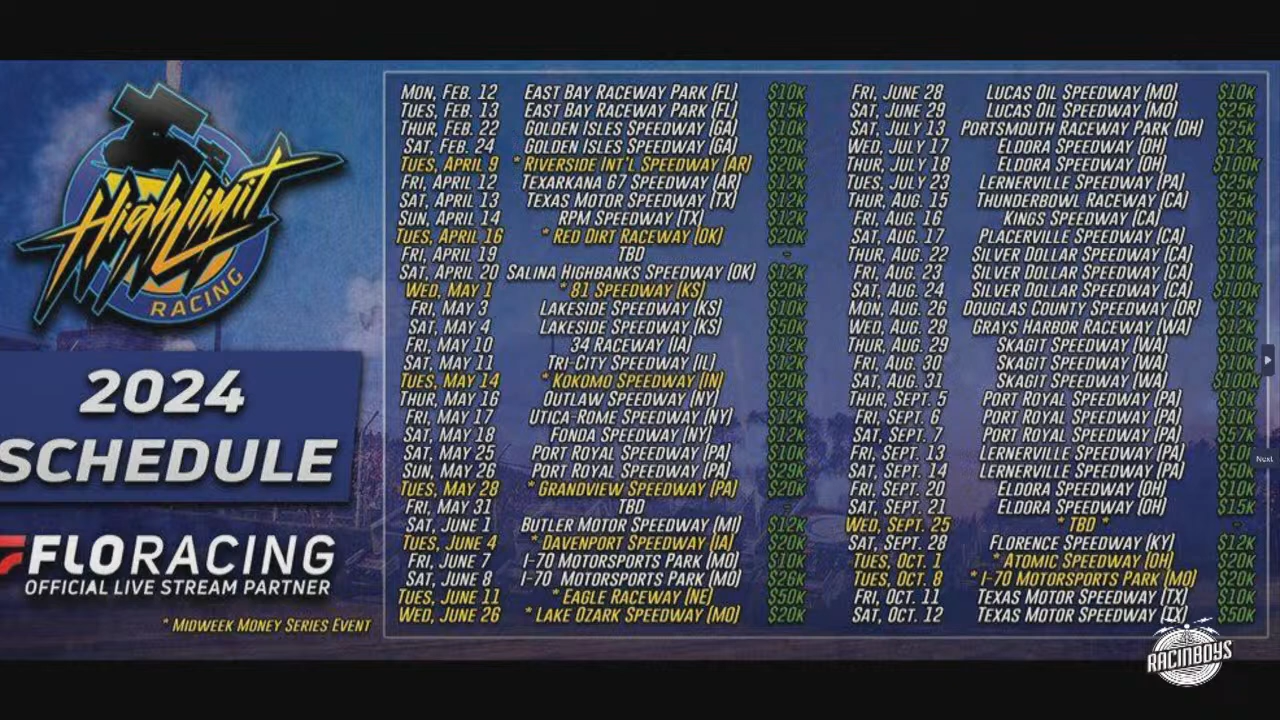 HighLimit
RACING
2024
SCHEDULE
FLORACING
OFFICIAL LIVE STREAM PARTNER
* MIDWEEK MONEY SERIES EVENT
MON, FEB. 12 EAST BAY RACEWAY PARK (FL) $10K
TUES, FEB. 13 EAST BAY RACEWAY PARK (FL) $15K
THUR, FEB. 22 GOLDEN ISLES SPEEDWAY (GA) $10K
SAT, FEB. 24 GOLDEN ISLES SPEEDWAY (GA) $20K
TUES, APRIL 9 * RIVERSIDE INT'L SPEEDWAY (AR) $20K
FRI, APRIL 12 TEXARKANA 67 SPEEDWAY (AR) $12K
SAT, APRIL 13 TEXAS MOTOR SPEEDWAY (TX) $12K
SUN, APRIL 14 RPM SPEEDWAY (TX) $12K
TUES, APRIL 16 * RED DIRT RACEWAY (OK) $20K
FRI, APRIL 19 TBD -
SAT, APRIL 20 SALINA HIGHBANKS SPEEDWAY (OK) $12K
WED, MAY 1 * 81 SPEEDWAY (KS) $20K
FRI, MAY 3 LAKESIDE SPEEDWAY (KS) $10K
SAT, MAY 4 LAKESIDE SPEEDWAY (KS) $50K
FRI, MAY 10 34 RACEWAY (IA) $12K
SAT, MAY 11 TRI-CITY SPEEDWAY (IL) $12K
TUES, MAY 14 * KOKOMO SPEEDWAY (IN) $20K
THUR, MAY 16 OUTLAW SPEEDWAY (NY) $12K
FRI, MAY 17 UTICA-ROME SPEEDWAY (NY) $12K
SAT, MAY 18 FONDA SPEEDWAY (NY) $12K
SAT, MAY 25 PORT ROYAL SPEEDWAY (PA) $10K
SUN, MAY 26 PORT ROYAL SPEEDWAY (PA) $29K
TUES, MAY 28 * GRANDVIEW SPEEDWAY (PA) $20K
FRI, MAY 31 TBD -
SAT, JUNE 1 BUTLER MOTOR SPEEDWAY (MI) $12K
TUES, JUNE 4 * DAVENPORT SPEEDWAY (IA) $20K
FRI, JUNE 7 I-70 MOTORSPORTS PARK (MO) $10K
SAT, JUNE 8 I-70 MOTORSPORTS PARK (MO) $26K
TUES, JUNE 11 * EAGLE RACEWAY (NE) $50K
WED, JUNE 26 * LAKE OZARK SPEEDWAY (MO) $20K
FRI, JUNE 28 LUCAS OIL SPEEDWAY (MO) $10K
SAT, JUNE 29 LUCAS OIL SPEEDWAY (MO) $25K
SAT, JULY 13 PORTSMOUTH RACEWAY PARK (OH) $25K
WED, JULY 17 ELDORA (OH) $12K
THUR, JULY 18 ELDORA (OH) $100K
TUES, JULY 23 LERNERVILLE (PA) $25K
THUR, AUG. 15 THUNDERBOWL RACEWAY (CA) $25K
FRI, AUG. 16 KINGS SPEEDWAY (CA) $20K
SAT, AUG. 17 PLACERVILLE SPEEDWAY (CA) $12K
THUR, AUG. 22 SILVER DOLLAR SPEEDWAY (CA) $10K
FRI, AUG. 23 SILVER DOLLAR SPEEDWAY (CA) $10K
SAT, AUG. 24 SILVER DOLLAR SPEEDWAY (CA) $100K
MON, AUG. 26 DOUGLAS COUNTY SPEEDWAY (OR) $12K
WED, AUG. 28 GRAYS HARBOR RACEWAY (WA) $12K
THUR, AUG. 29 SKAGIT (WA) $10K
FRI, AUG. 30 SKAGIT (WA) $10K
SAT, AUG. 31 SKAGIT (WA) $100K
THUR, SEPT. 5 PORT ROYAL SPEEDWAY (PA) $10K
FRI, SEPT. 6 PORT ROYAL SPEEDWAY (PA) $10K
SAT, SEPT. 7 PORT ROYAL SPEEDWAY (PA) $57K
FRI, SEPT. 13 LERNERVILLE SPEEDWAY (PA)
SAT, SEPT. 14 LERNERVILLE SPEEDWAY (PA) $50K
FRI, SEPT. 20 ELDORA SPEEDWAY (OH) $10K
SAT, SEPT. 21 ELDORA SPEEDWAY (OH) $15K
WED, SEPT. 25 * TBD * -
SAT, SEPT. 28 FLORENCE SPEEDWAY (KY) $12K
TUES, OCT. 1 * ATOMIC SPEEDWAY (OH) $20K
TUES, OCT. 8 * I-70 MOTORSPORTS PARK (MO) $20K
FRI, OCT. 11 TEXAS MOTOR SPEEDWAY (TX) $10K
SAT, OCT. 12 TEXAS MOTOR SPEEDWAY (TX) $50K
Next
RACINBOYS